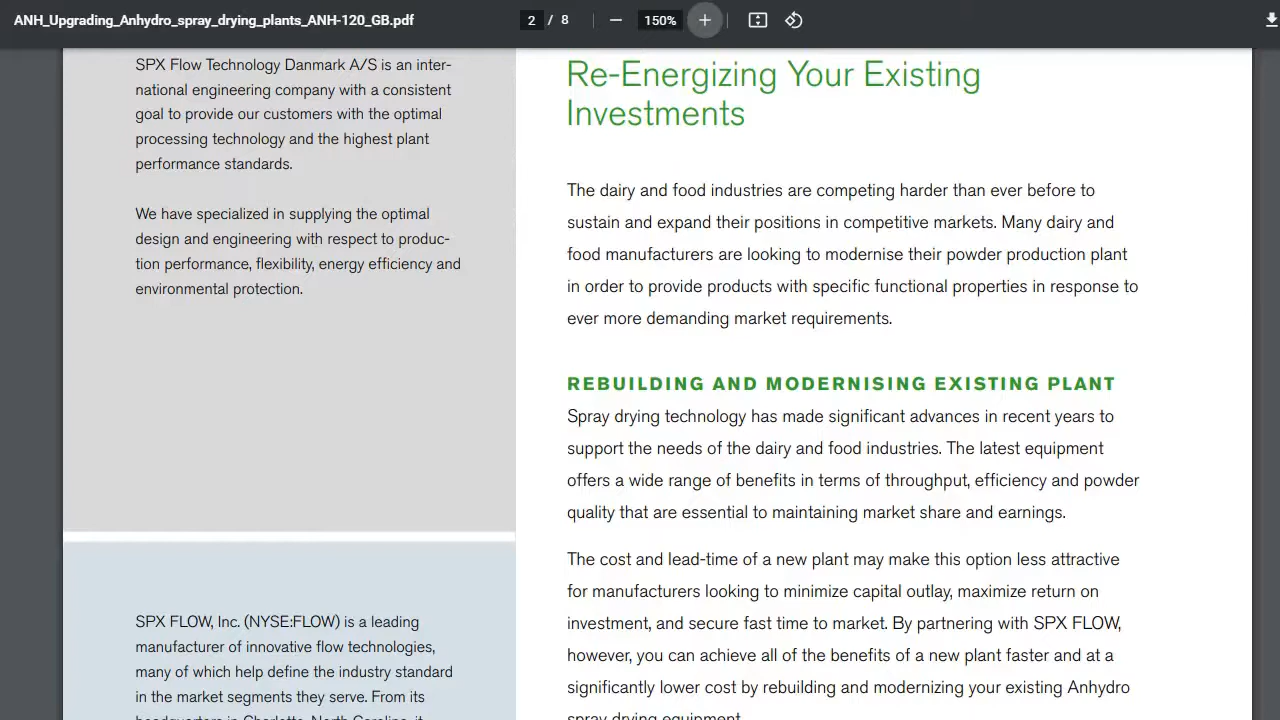 ANH_Upgrading_Anhydro_spray_drying_plants_ANH-120_GB.pdf
2 / 8
150%
SPX Flow Technology Danmark A/S is an inter-
national engineering company with a consistent
goal to provide our customers with the optimal
processing technology and the highest plant
performance standards.
We have specialized in supplying the optimal
design and engineering with respect to produc-
tion performance, flexibility, energy efficiency and
environmental protection.
SPX FLOW, Inc. (NYSE:FLOW) is a leading
manufacturer of innovative flow technologies,
many of which help define the industry standard
in the market segments they serve. From its
headquarters in Charlotte, North Carolina, it
Re-Energizing Your Existing
Investments
The dairy and food industries are competing harder than ever before to
sustain and expand their positions in competitive markets. Many dairy and
food manufacturers are looking to modernise their powder production plant
in order to provide products with specific functional properties in response to
ever more demanding market requirements.
REBUILDING AND MODERNISING EXISTING PLANT
Spray drying technology has made significant advances in recent years to
support the needs of the dairy and food industries. The latest equipment
offers a wide range of benefits in terms of throughput, efficiency and powder
quality that are essential to maintaining market share and earnings.
The cost and lead-time of a new plant may make this option less attractive
for manufacturers looking to minimize capital outlay, maximize return on
investment, and secure fast time to market. By partnering with SPX FLOW,
however, you can achieve all of the benefits of a new plant faster and at a
significantly lower cost by rebuilding and modernizing your existing Anhydro
spray drying equipment.